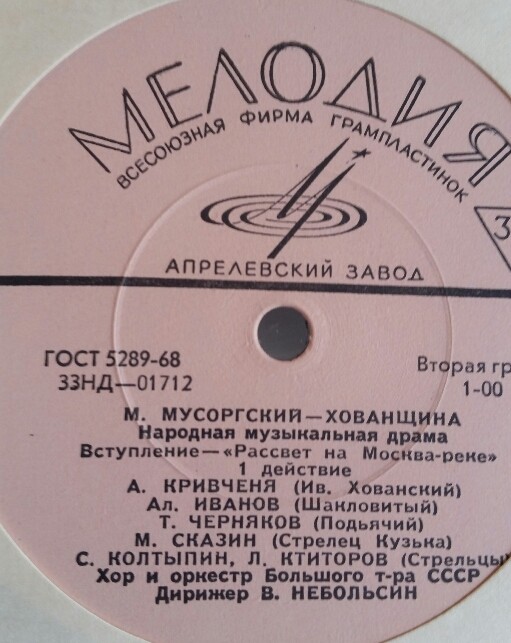 МЕЛОДИЯ
ВСЕСОЮЗНАЯ ФИРМА ГРАМПЛАСТИНОК
3
АПРЕЛЕВСКИЙ ЗАВОД
ГОСТ 5289-68
33НД—01712
Вторая гр
1-00
М. МУСОРГСКИЙ—ХОВАНЩИНА
Народная музыкальная драма
Вступление—«Рассвет на Москва-реке»
1 действие
А. КРИВЧЕНЯ (Ив. Хованский)
Ал. ИВАНОВ (Шакловитый)
Т. ЧЕРНЯКОВ (Подьячий)
М. СКАЗИН (Стрелец Кузька)
С. КОЛТЫПИН, Л. КТИТОРОВ (Стрельцы
Хор и оркестр Большого т-ра СССР
Дирижер В. НЕБОЛЬСИН